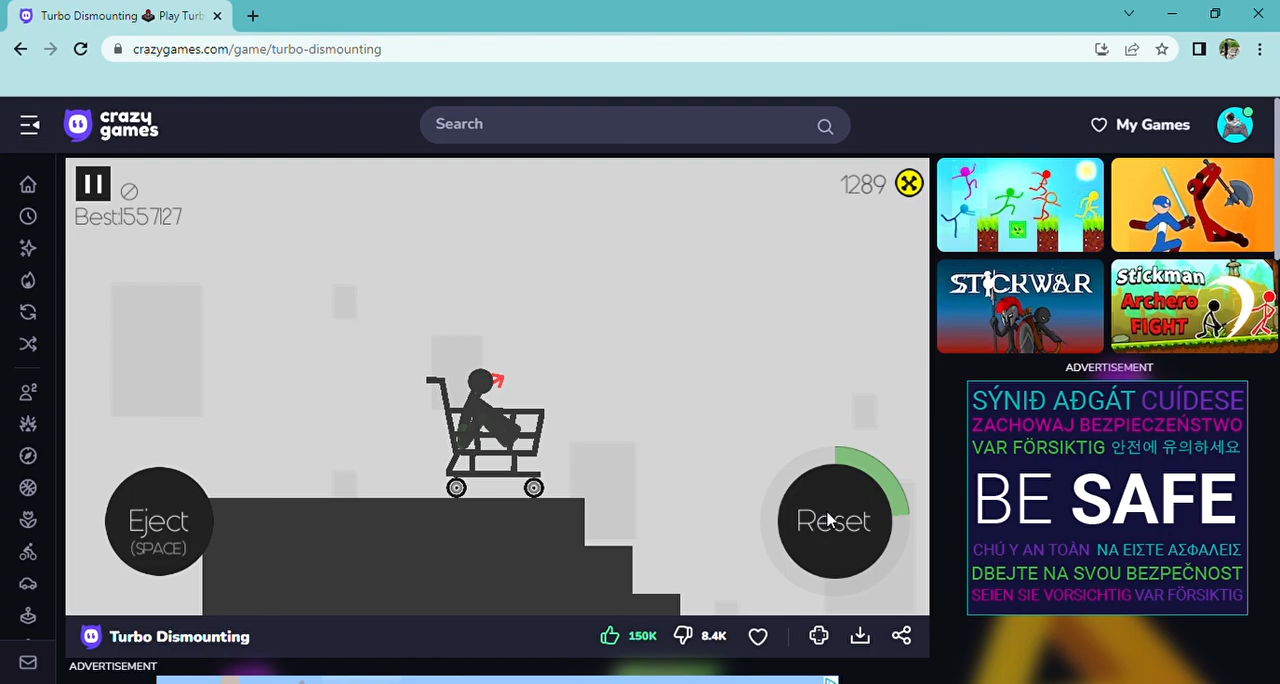 Turbo Dismounting 🕹️ Play Turb
crazygames.com/game/turbo-dismounting
crazy
games
Search
My Games
Best:1557127
1289
Eject
(SPACE)
Reset
STICKWAR
Stickman
Archero
FIGHT
ADVERTISEMENT
SÝNIÐ AÐGÁT CUÍDESE
ZACHOWAJ BEZPIECZEŃSTWO
VAR FÖRSIKTIG 안전에 유의하세요
BE SAFE
CHÚ Ý AN TOÀN ΝΑ ΕΙΣΤΕ ΑΣΦΑΛΕΙΣ
DBEJTE NA SVOU BEZPEČNOST
SEIEN SIE VORSICHTIG VAR FÖRSIKTIG
Turbo Dismounting
150K
8.4K
ADVERTISEMENT